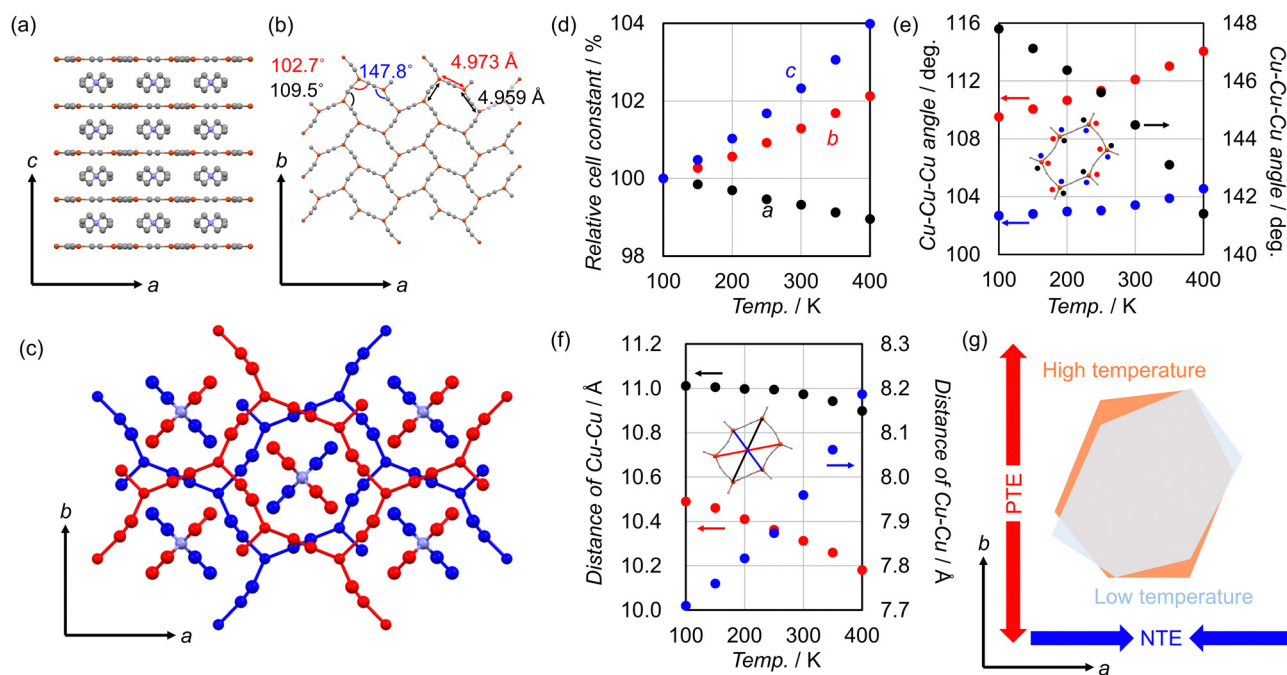 (a)
c
a
(b)
102.7°
109.5°
147.8°
4.973 Å
4.959 Å
b
a
(c)
b
a
(d)
Relative cell constant / %
104
102
100
98
96
c
b
a
100 200 300 400
Temp. / K
(e)
Cu-Cu-Cu angle / deg.
116
112
108
104
100
148
146
144
142
140
Cu-Cu-Cu angle / deg.
100 200 300 400
Temp. / K
(f)
Distance of Cu-Cu / Å
11.2
11.0
10.8
10.6
10.4
10.2
10.0
8.3
8.2
8.1
8.0
7.9
7.8
7.7
Distance of Cu-Cu / Å
100 200 300 400
Temp. / K
(g)
High temperature
PTE
Low temperature
b
NTE
a